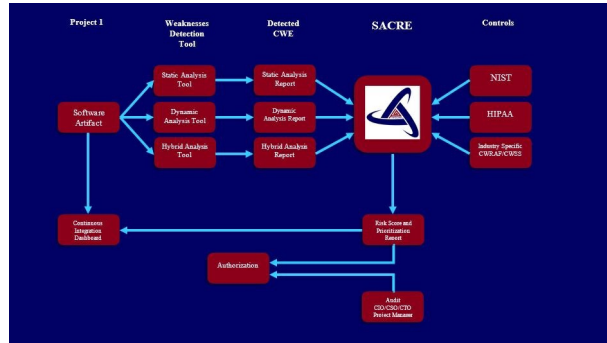 Project 1
Weaknesses
Detection
Tool
Detected
CWE
SACRE
Controls
Static Analysis
Tool
Static Analysis
Report
NIST
Software
Artifact
Dynamic
Analysis Tool
Dynamic
Analysis Report
HIPAA
Hybrid Analysis
Tool
Hybrid Analysis
Report
Industry Specific
CWRAF/CWSS
Continuous
Integration
Dashboard
Risk Score and
Prioritization
Report
Authorization
Audit
CIO/CSO/CTO
Project Manager